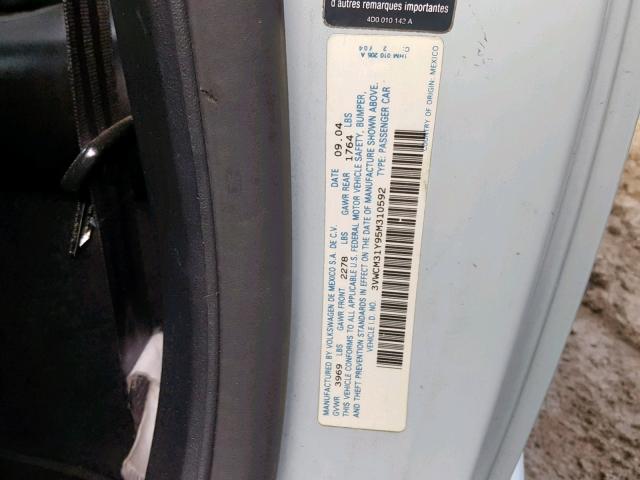 d'autres remarques importantes
4D0 010 142 A
MANUFACTURED BY VOLKSWAGEN DE MEXICO S.A. DE C.V. DATE 09.04
GVWR 3969 LBS GAWR FRONT 2278 LBS GAWR REAR 1764 LBS
THIS VEHICLE CONFORMS TO ALL APPLICABLE U.S. FEDERAL MOTOR VEHICLE SAFETY, BUMPER,
AND THEFT PREVENTION STANDARDS IN EFFECT ON THE DATE OF MANUFACTURE SHOWN ABOVE.
VEHICLE I.D. NO. 3VWCM31Y95M310592 TYPE: PASSENGER CAR
COUNTRY OF ORIGIN: MEXICO
1HM 010 205 A